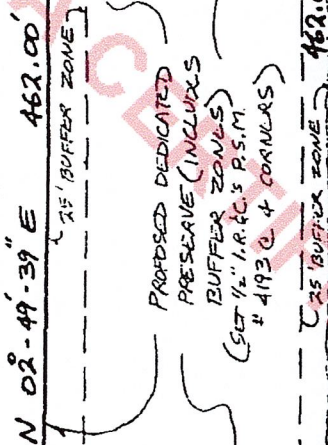 N 02°-49'-39" E 462.00'
25' BUFFER ZONE
PROPOSED DEDICATED
PRESERVE (INCLUDES
BUFFER ZONES)
(SET 1/2" I.R.&C.'S P.S.M.
# 4193 @ 4 CORNERS)
25' BUFFER ZONE
462.0
CERTI